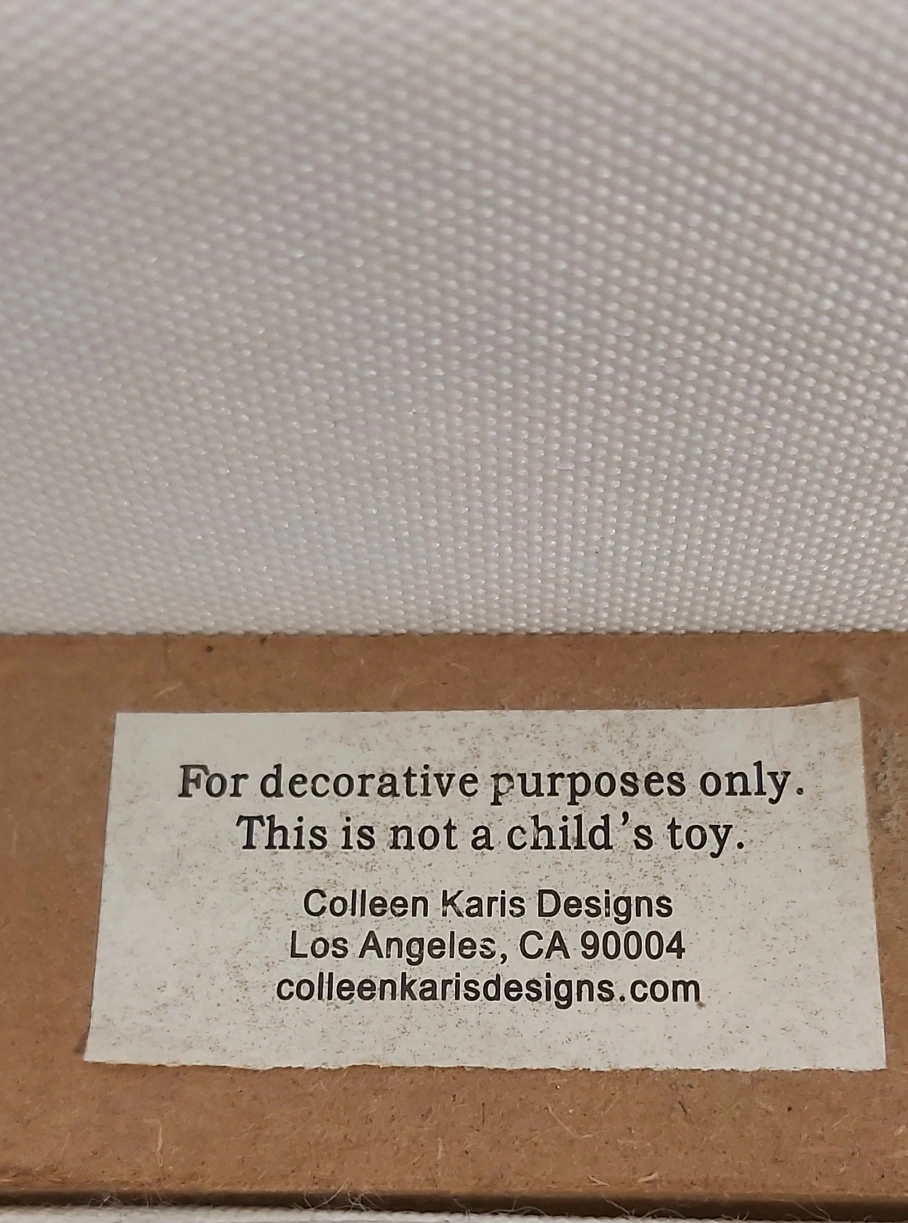 For decorative purposes only.
This is not a child's toy.
Colleen Karis Designs
Los Angeles, CA 90004
colleenkarisdesigns.com